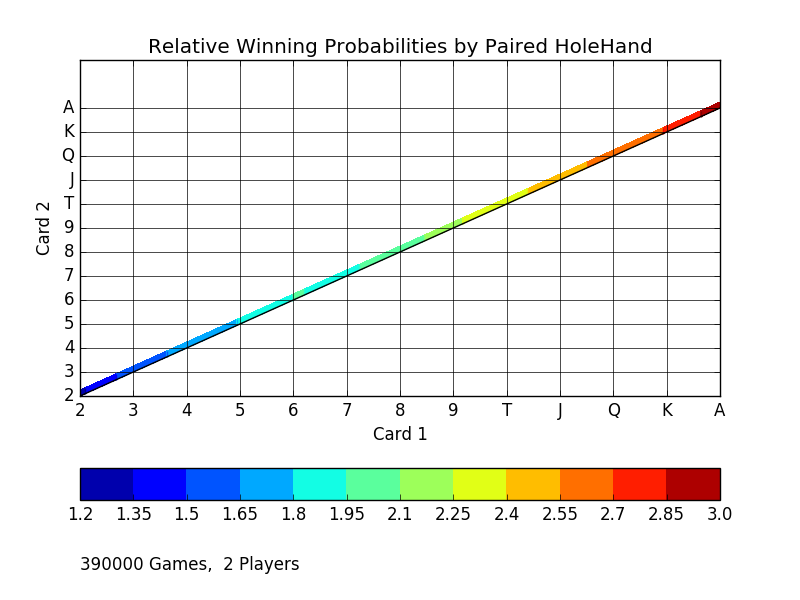 Relative Winning Probabilities by Paired HoleHand
Card 2
A
K
Q
J
T
9
8
7
6
5
4
3
2
2 3 4 5 6 7 8 9 T J Q K A
Card 1
1.2 1.35 1.5 1.65 1.8 1.95 2.1 2.25 2.4 2.55 2.7 2.85 3.0
390000 Games,  2 Players